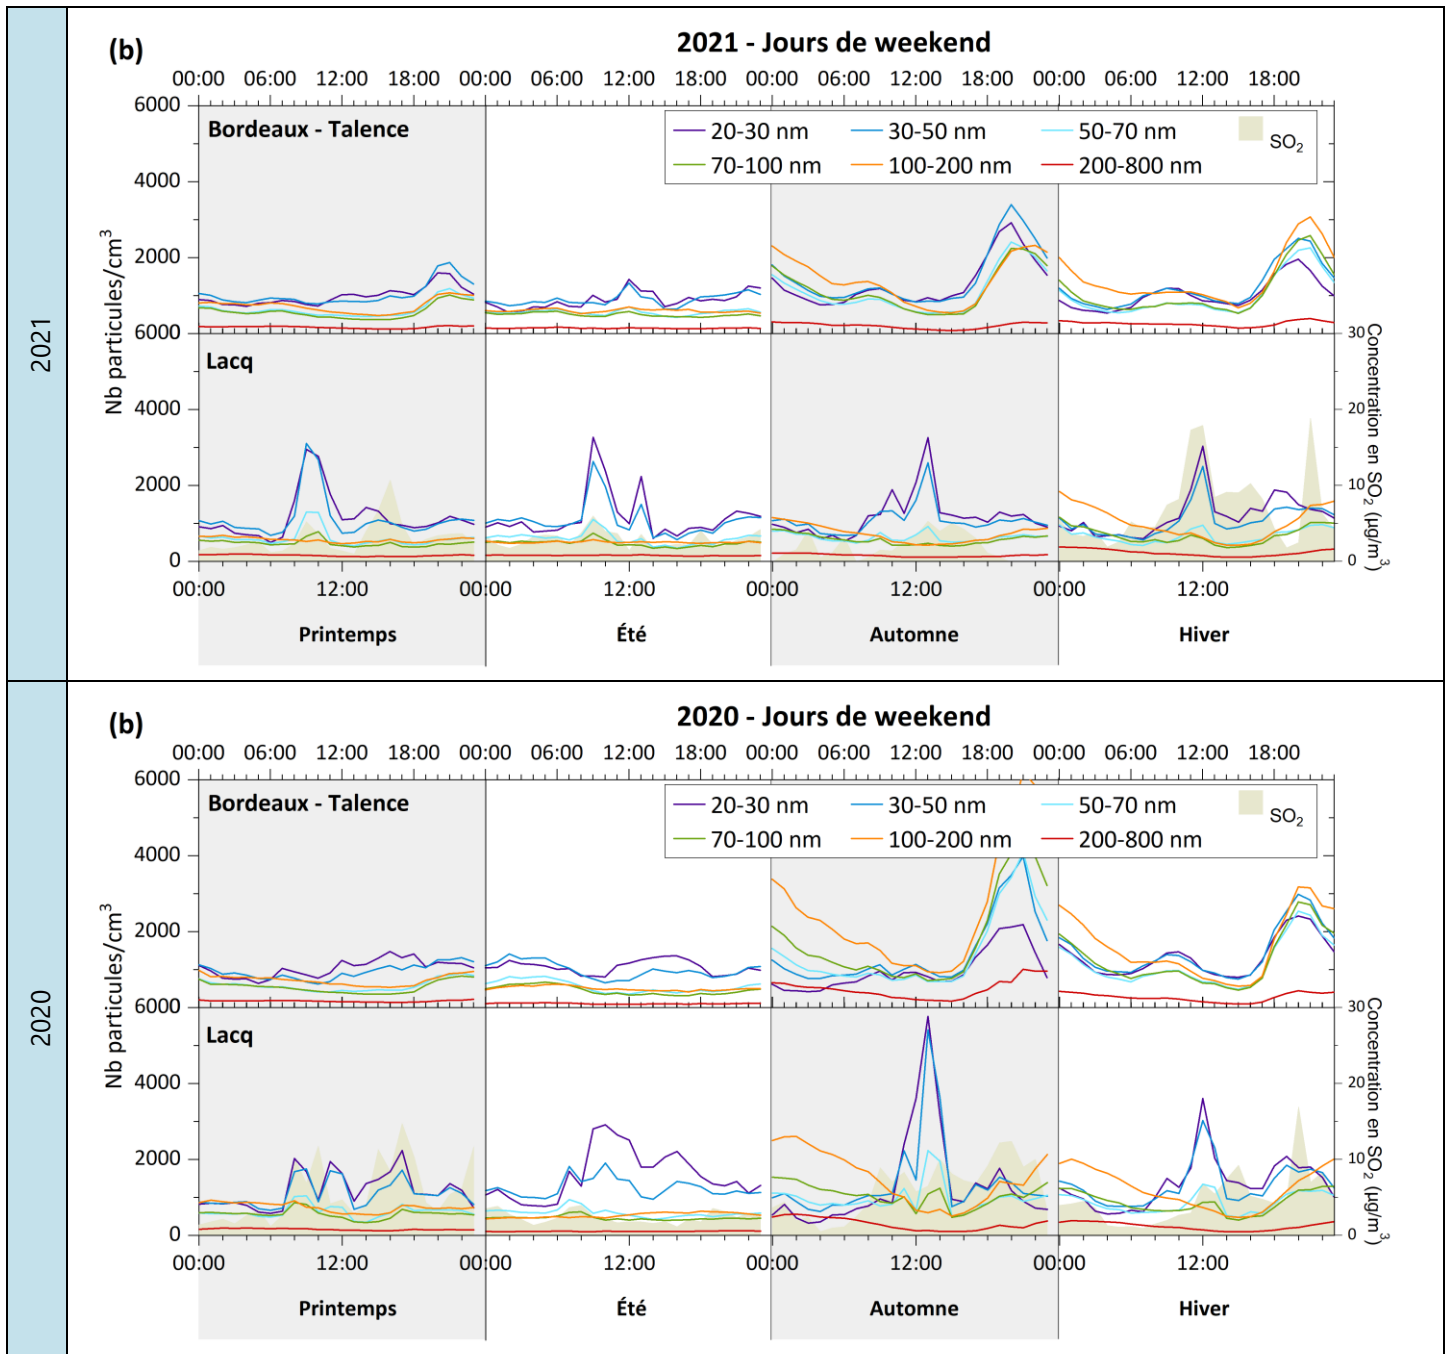 2021
(b)
2021 - Jours de weekend
00:00 06:00 12:00 18:00 00:00 06:00 12:00 18:00 00:00 06:00 12:00 18:00 00:00 06:00 12:00 18:00
6000
Bordeaux - Talence
20-30 nm 30-50 nm 50-70 nm SO2
70-100 nm 100-200 nm 200-800 nm
4000
2000
6000 30
Lacq
4000 20
2000 10
0 0
Nb particules/cm³
Concentration en SO2 (µg/m³)
00:00 12:00 00:00 12:00 00:00 12:00 00:00 12:00
Printemps Été Automne Hiver
2020
(b)
2020 - Jours de weekend
00:00 06:00 12:00 18:00 00:00 06:00 12:00 18:00 00:00 06:00 12:00 18:00 00:00 06:00 12:00 18:00
6000
Bordeaux - Talence
20-30 nm 30-50 nm 50-70 nm SO2
70-100 nm 100-200 nm 200-800 nm
4000
2000
6000 30
Lacq
4000 20
2000 10
0 0
Nb particules/cm³
Concentration en SO2 (µg/m³)
00:00 12:00 00:00 12:00 00:00 12:00 00:00 12:00
Printemps Été Automne Hiver